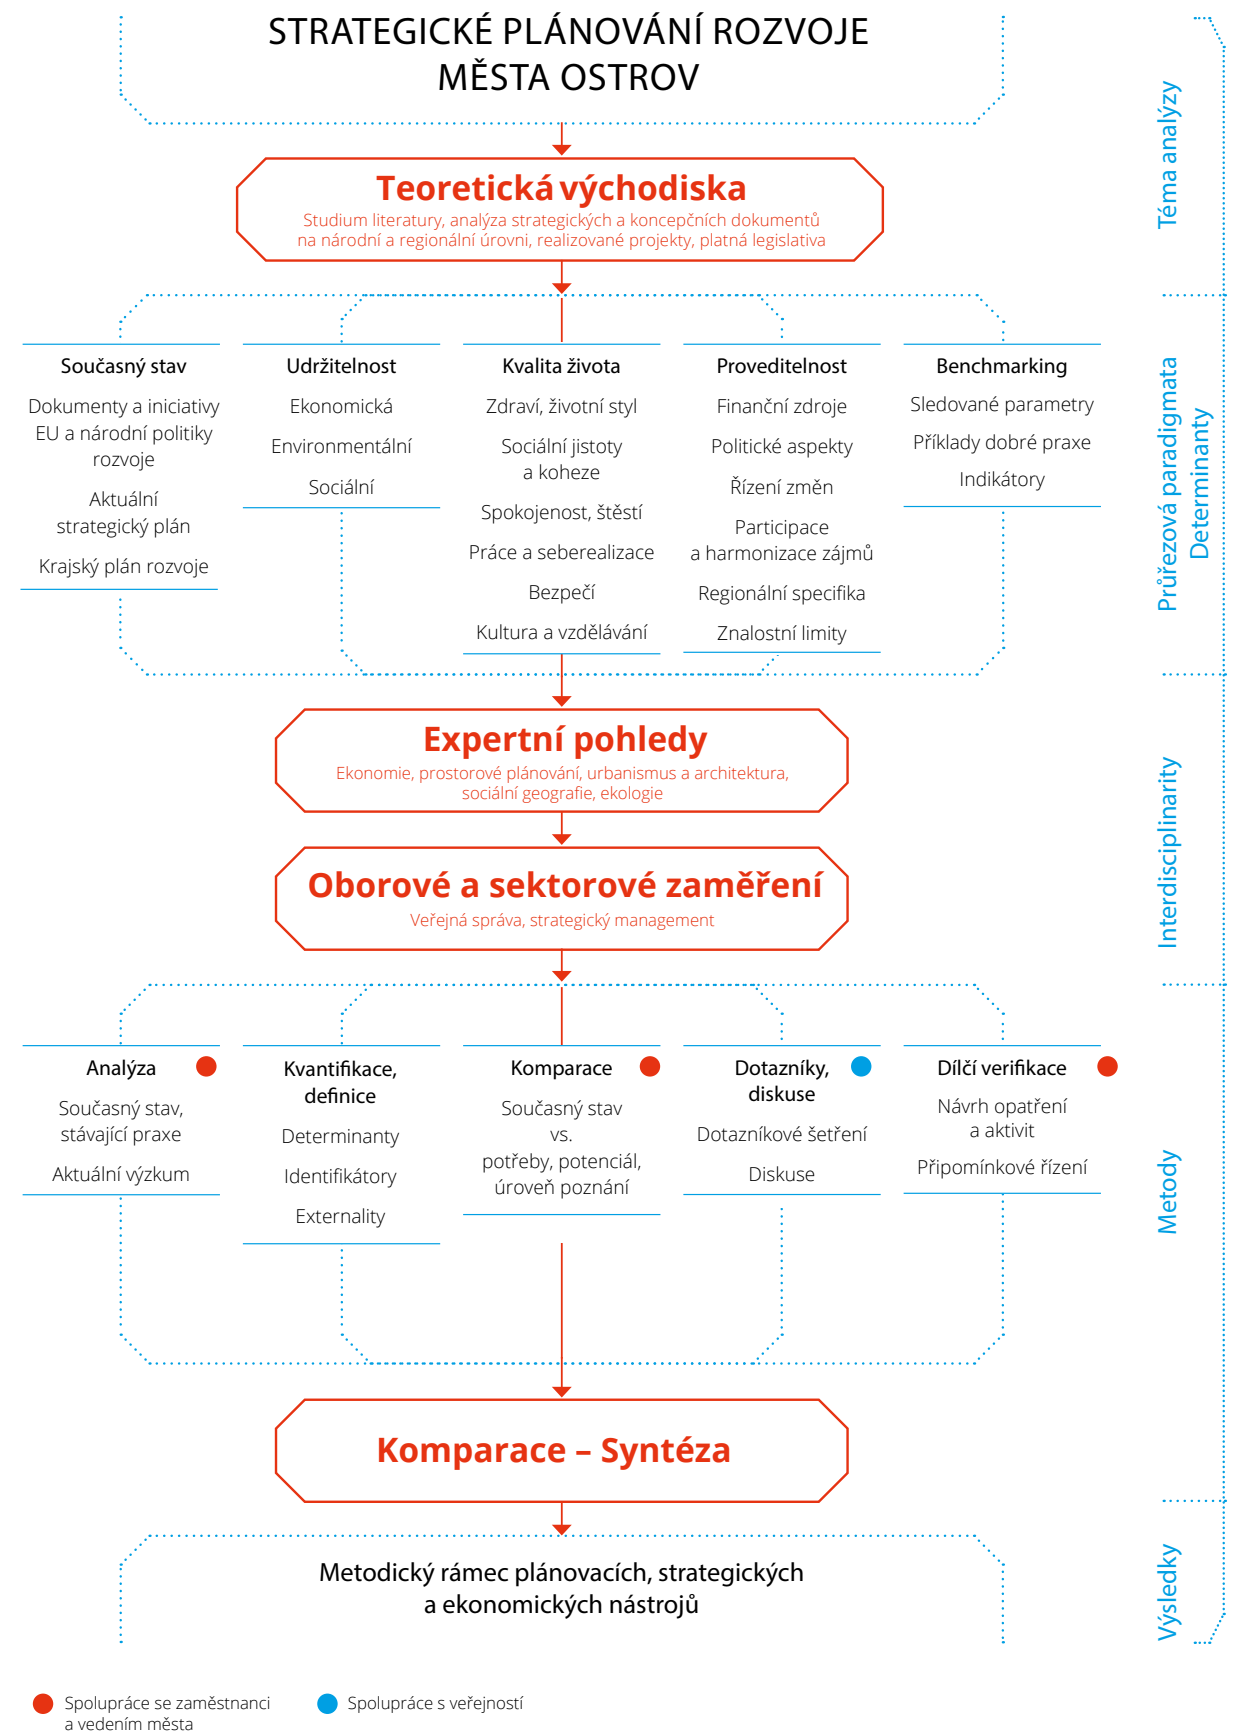 STRATEGICKÉ PLÁNOVÁNÍ ROZVOJE
MĚSTA OSTROV
Téma analýzy
Teoretická východiska
Studium literatury, analýza strategických a koncepčních dokumentů
na národní a regionální úrovni, realizované projekty, platná legislativa
Průřezová paradigmata
Determinanty
Současný stav
Dokumenty a iniciativy
EU a národní politiky
rozvoje
Aktuální
strategický plán
Krajský plán rozvoje
Udržitelnost
Ekonomická
Environmentální
Sociální
Kvalita života
Zdraví, životní styl
Sociální jistoty
a koheze
Spokojenost, štěstí
Práce a seberealizace
Bezpečí
Kultura a vzdělávání
Proveditelnost
Finanční zdroje
Politické aspekty
Řízení změn
Participace
a harmonizace zájmů
Regionální specifika
Znalostní limity
Benchmarking
Sledované parametry
Příklady dobré praxe
Indikátory
Interdisciplinarity
Expertní pohledy
Ekonomie, prostorové plánování, urbanismus a architektura,
sociální geografie, ekologie
Oborové a sektorové zaměření
Veřejná správa, strategický management
Metody
Analýza
Současný stav,
stávající praxe
Aktuální výzkum
Kvantifikace,
definice
Determinanty
Identifikátory
Externality
Komparace
Současný stav
vs.
potřeby, potenciál,
úroveň poznání
Dotazníky,
diskuse
Dotazníkové šetření
Diskuse
Dílčí verifikace
Návrh opatření
a aktivit
Připomínkové řízení
Komparace – Syntéza
Výsledky
Metodický rámec plánovacích, strategických
a ekonomických nástrojů
Spolupráce se zaměstnanci
a vedením města
Spolupráce s veřejností